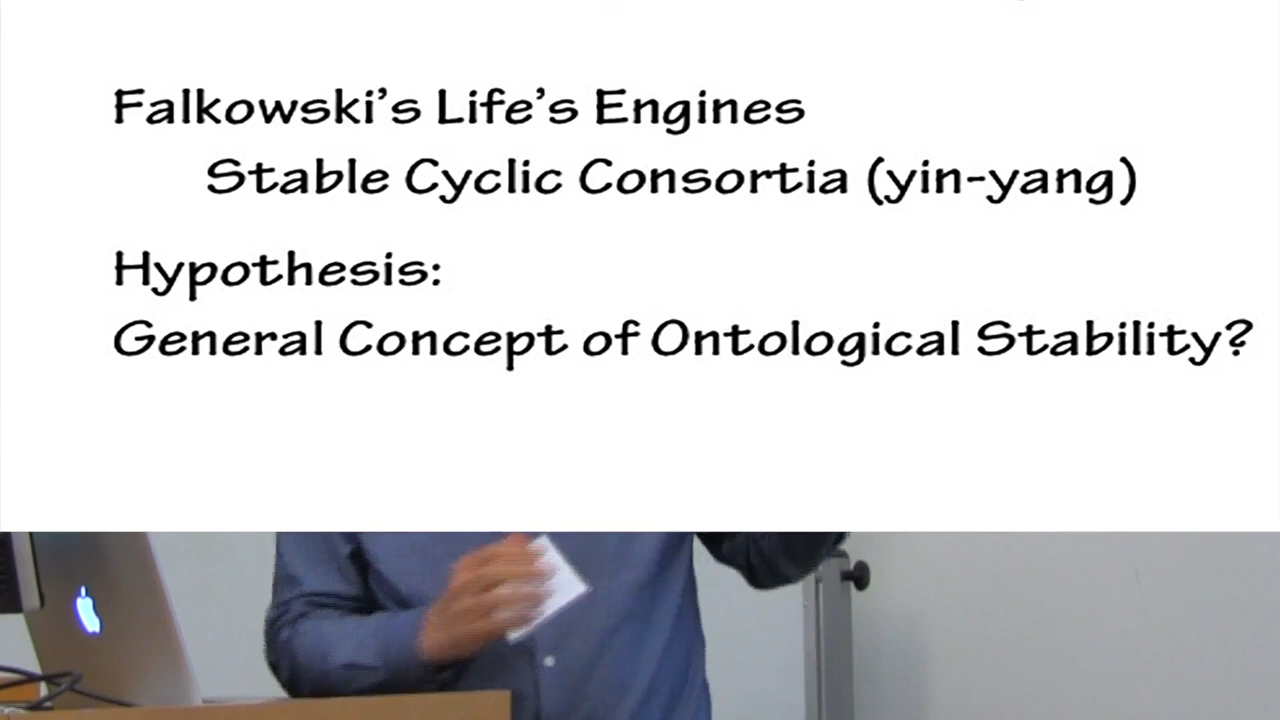 Falkowski's Life's Engines
Stable Cyclic Consortia (yin-yang)
Hypothesis:
General Concept of Ontological Stability?